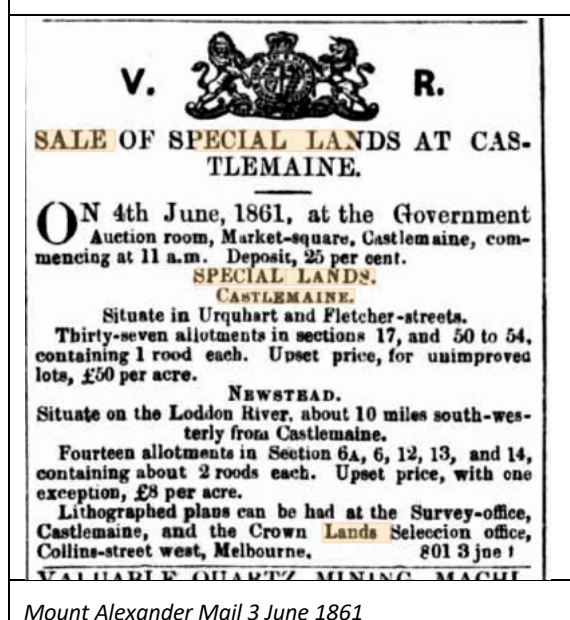 V. R.
SALE OF SPECIAL LANDS AT CAS-
TLEMAINE.
ON 4th June, 1861, at the Government
Auction room, Market-square, Castlemaine, com-
mencing at 11 a.m. Deposit, 25 per cent.
SPECIAL LANDS.
CASTLEMAINE.
Situate in Urquhart and Fletcher-streets.
Thirty-seven allotments in sections 17, and 50 to 54,
containing 1 rood each. Upset price, for unimproved
lots, £50 per acre.
NEWSTEAD.
Situate on the Loddon River, about 10 miles south-wes-
terly from Castlemaine.
Fourteen allotments in Section 6A, 6, 12, 13, and 14,
containing about 2 roods each. Upset price, with one
exception, £8 per acre.
Lithographed plans can be had at the Survey-office,
Castlemaine, and the Crown Lands Seleccion office,
Collins-street west, Melbourne. 801 3 jne 1
VALUABLE QUARTZ MINING MACHI
Mount Alexander Mail 3 June 1861